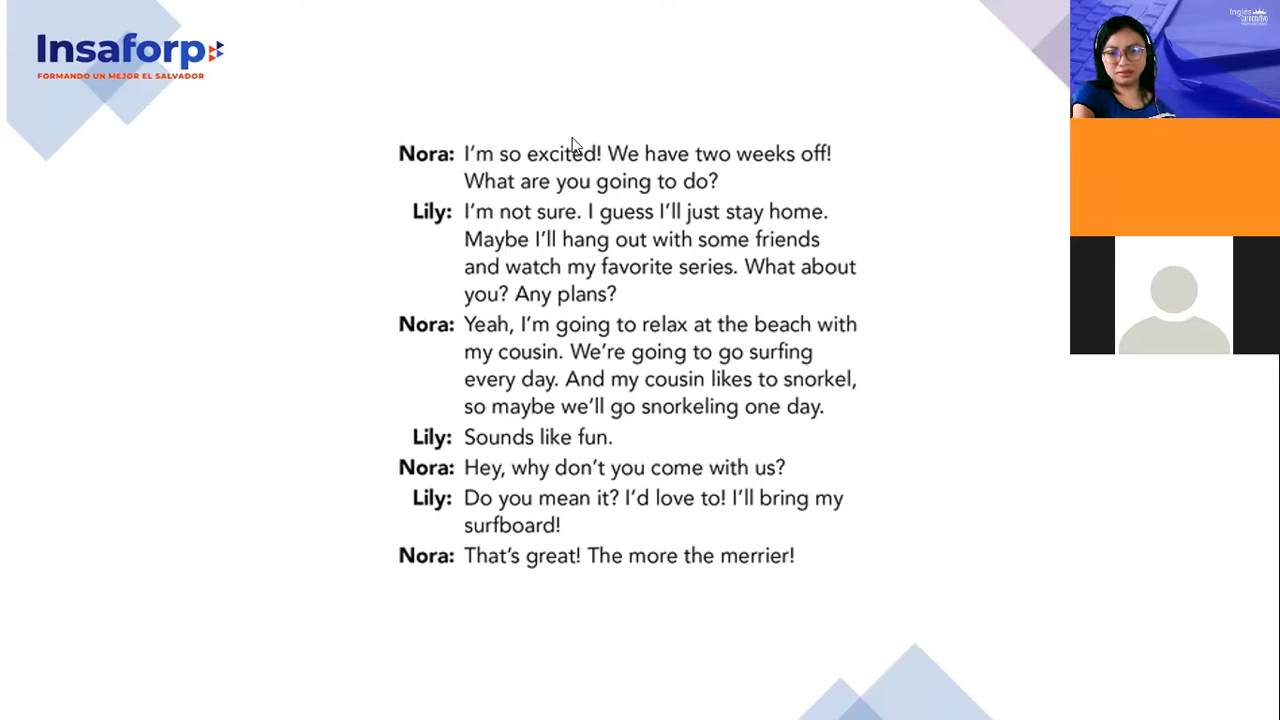 Insaforp
FORMANDO UN MEJOR EL SALVADOR
Nora: I'm so excited! We have two weeks off!
What are you going to do?
Lily: I'm not sure. I guess I'll just stay home.
Maybe I'll hang out with some friends
and watch my favorite series. What about
you? Any plans?
Nora: Yeah, I'm going to relax at the beach with
my cousin. We're going to go surfing
every day. And my cousin likes to snorkel,
so maybe we'll go snorkeling one day.
Lily: Sounds like fun.
Nora: Hey, why don't you come with us?
Lily: Do you mean it? I'd love to! I'll bring my
surfboard!
Nora: That's great! The more the merrier!
Inglés